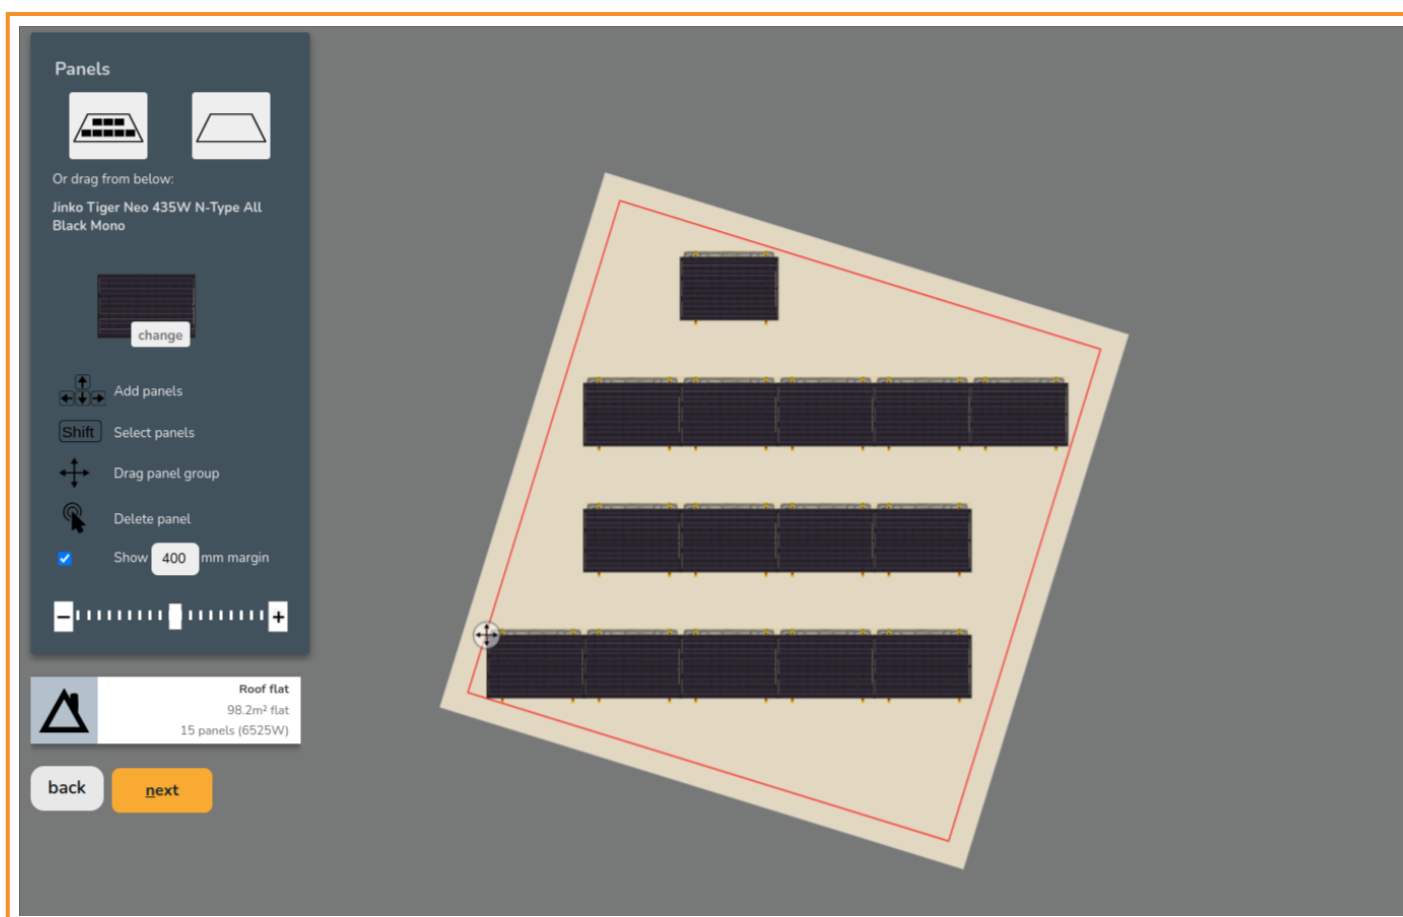 Panels
Or drag from below:
Jinko Tiger Neo 435W N-Type All
Black Mono
change
Add panels
Shift
Select panels
Drag panel group
Delete panel
Show 400 mm margin
− +
Roof flat
98.2m² flat
15 panels (6525W)
back
next